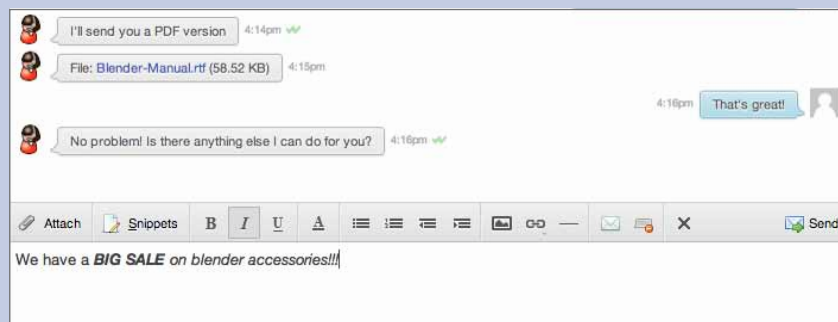 I'll send you a PDF version 4:14pm
File: Blender-Manual.rtf (58.52 KB) 4:15pm
4:16pm That's great!
No problem! Is there anything else I can do for you? 4:16pm
Attach Snippets B I U A Send
We have a BIG SALE on blender accessories!!!